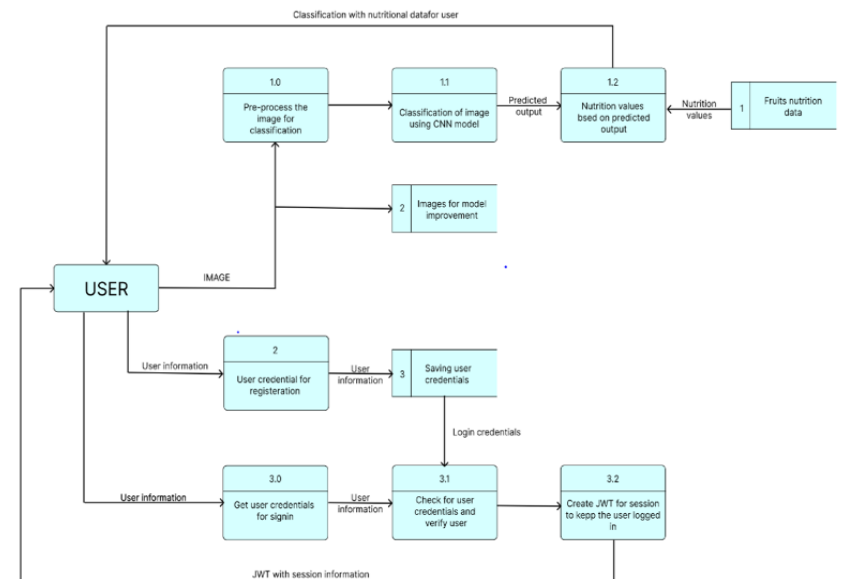 Classification with nutritional datafor user
1.0
Pre-process the
image for
classification
1.1
Classification of image
using CNN model
Predicted
output
1.2
Nutrition values
bsed on predicted
output
Nutrition
values
1
Fruits nutrition
data
2
Images for model
improvement
USER
IMAGE
User information
2
User credential for
registeration
User
information
3
Saving user
credentials
Login credentials
User information
3.0
Get user credentials
for signin
User
information
3.1
Check for user
credentials and
verify user
3.2
Create JWT for session
to kepp the user logged
in
JWT with session information